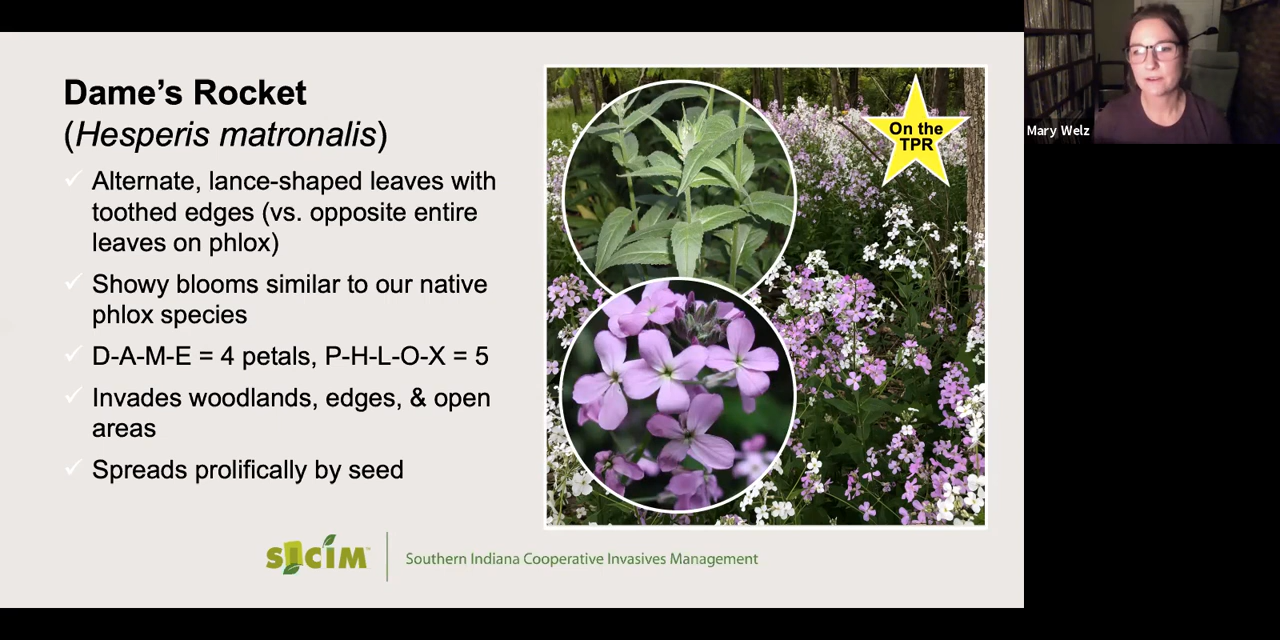 Dame’s Rocket
(Hesperis matronalis)
Alternate, lance-shaped leaves with
toothed edges (vs. opposite entire
leaves on phlox)
Showy blooms similar to our native
phlox species
D-A-M-E = 4 petals, P-H-L-O-X = 5
Invades woodlands, edges, & open
areas
Spreads prolifically by seed
On the
TPR
SICIM™
Southern Indiana Cooperative Invasives Management
Mary Welz